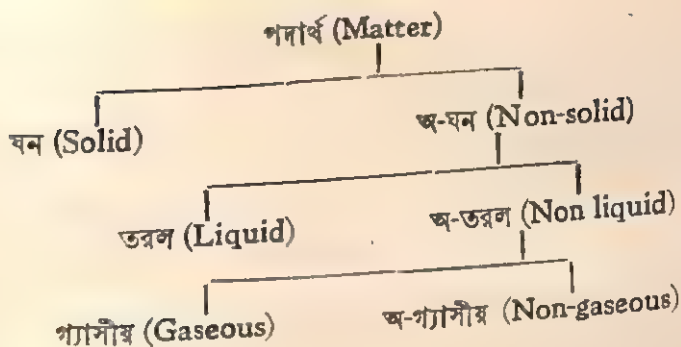 পদার্থ (Matter)
ঘন (Solid) অ-ঘন (Non-solid)
তরল (Liquid) অ-তরল (Non liquid)
গ্যাসীয় (Gaseous) অ-গ্যাসীয় (Non-gaseous)